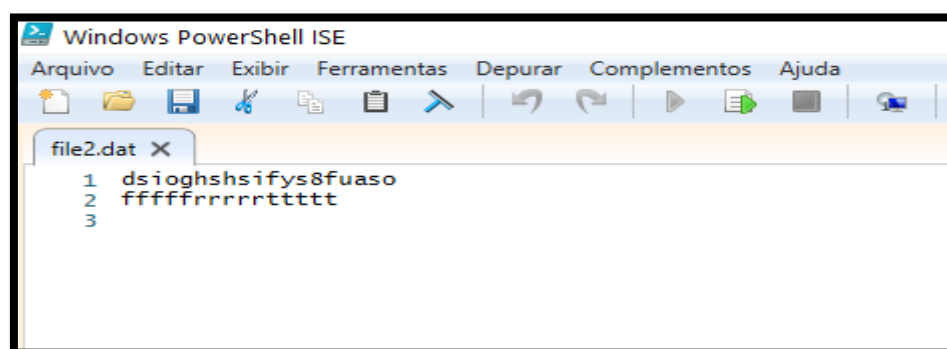 Windows PowerShell ISE
Arquivo Editar Exibir Ferramentas Depurar Complementos Ajuda
file2.dat
1 dsioghshsifys8fuaso
2 fffffrrrrrttttt
3